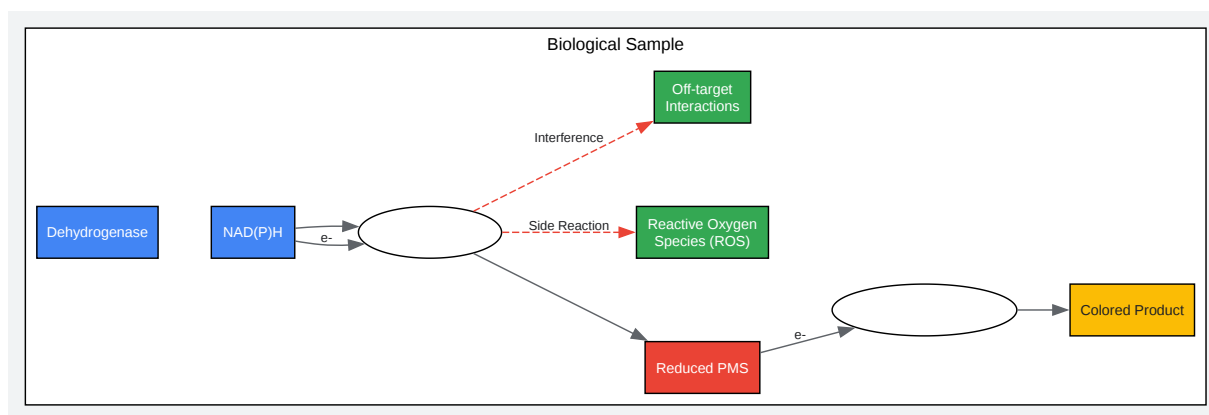 Biological Sample
Off-target
Interactions
Interference
Dehydrogenase
NAD(P)H
e-
Side Reaction
Reactive Oxygen
Species (ROS)
Colored Product
e-
Reduced PMS